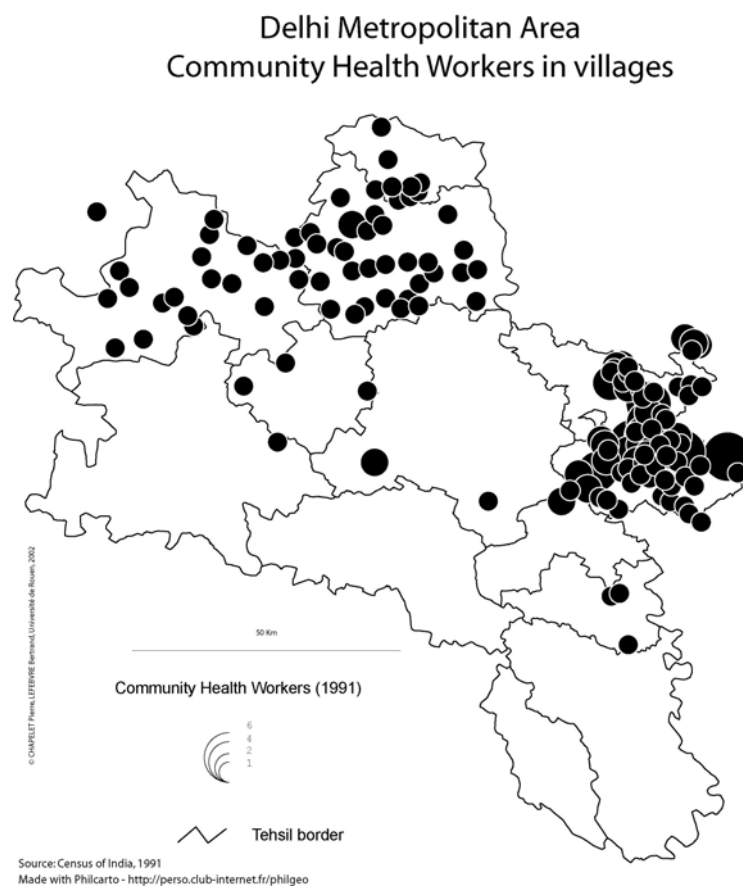 Delhi Metropolitan Area
Community Health Workers in villages
© CHAPELET Pierre, LEFEBVRE Bertrand, Université de Rouen, 2002
50 Km
Community Health Workers (1991)
6
4
2
1
Tehsil border
Source: Census of India, 1991
Made with Philcarto - http://perso.club-internet.fr/philgeo